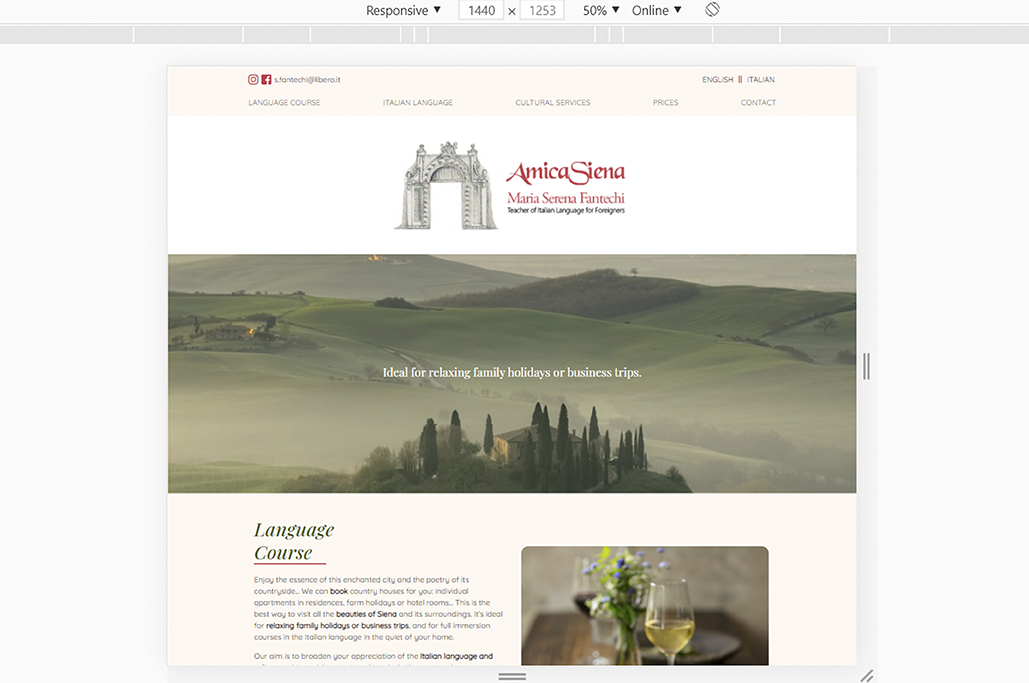 Responsive ▼ 1440 × 1253 50% ▼ Online ▼
s.fantechi@libero.it ENGLISH || ITALIAN
LANGUAGE COURSE ITALIAN LANGUAGE CULTURAL SERVICES PRICES CONTACT
AmicaSiena
Maria Serena Fantechi
Teacher of Italian Language for Foreigners
Ideal for relaxing family holidays or business trips.
Language
Course
Enjoy the essence of this enchanted city and the poetry of its
countryside... We can book country houses for you: individual
apartments in residences, farm holidays or hotel rooms... This is the
best way to visit all the beauties of Siena and its surroundings. It's ideal
for relaxing family holidays or business trips, and for full immersion
courses in the Italian language in the quiet of your home.
Our aim is to broaden your appreciation of the Italian language and